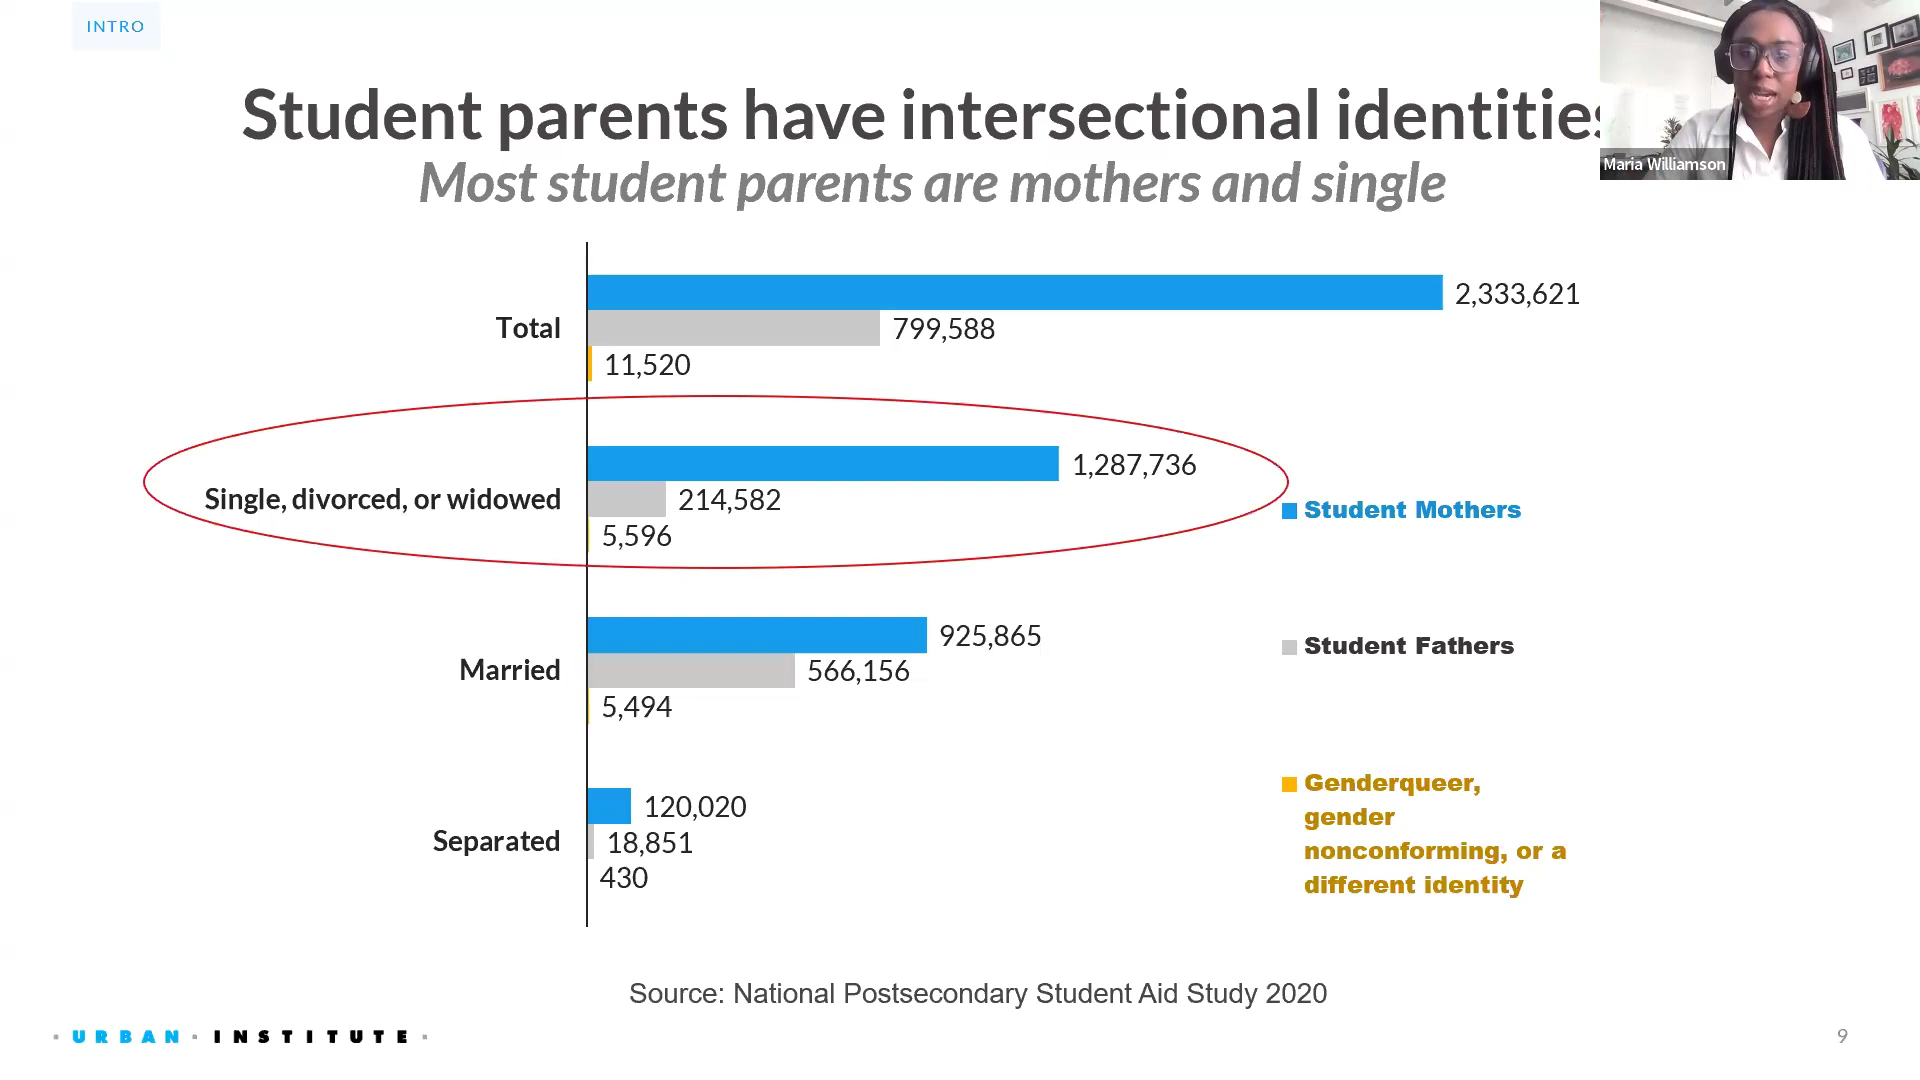 INTRO
Student parents have intersectional identities
Maria Williamson
Most student parents are mothers and single
Total
2,333,621
799,588
11,520
Single, divorced, or widowed
1,287,736
214,582
5,596
Married
925,865
566,156
5,494
Separated
120,020
18,851
430
Student Mothers
Student Fathers
Genderqueer,
gender
nonconforming, or a
different identity
Source: National Postsecondary Student Aid Study 2020
· URBAN · INSTITUTE ·
9